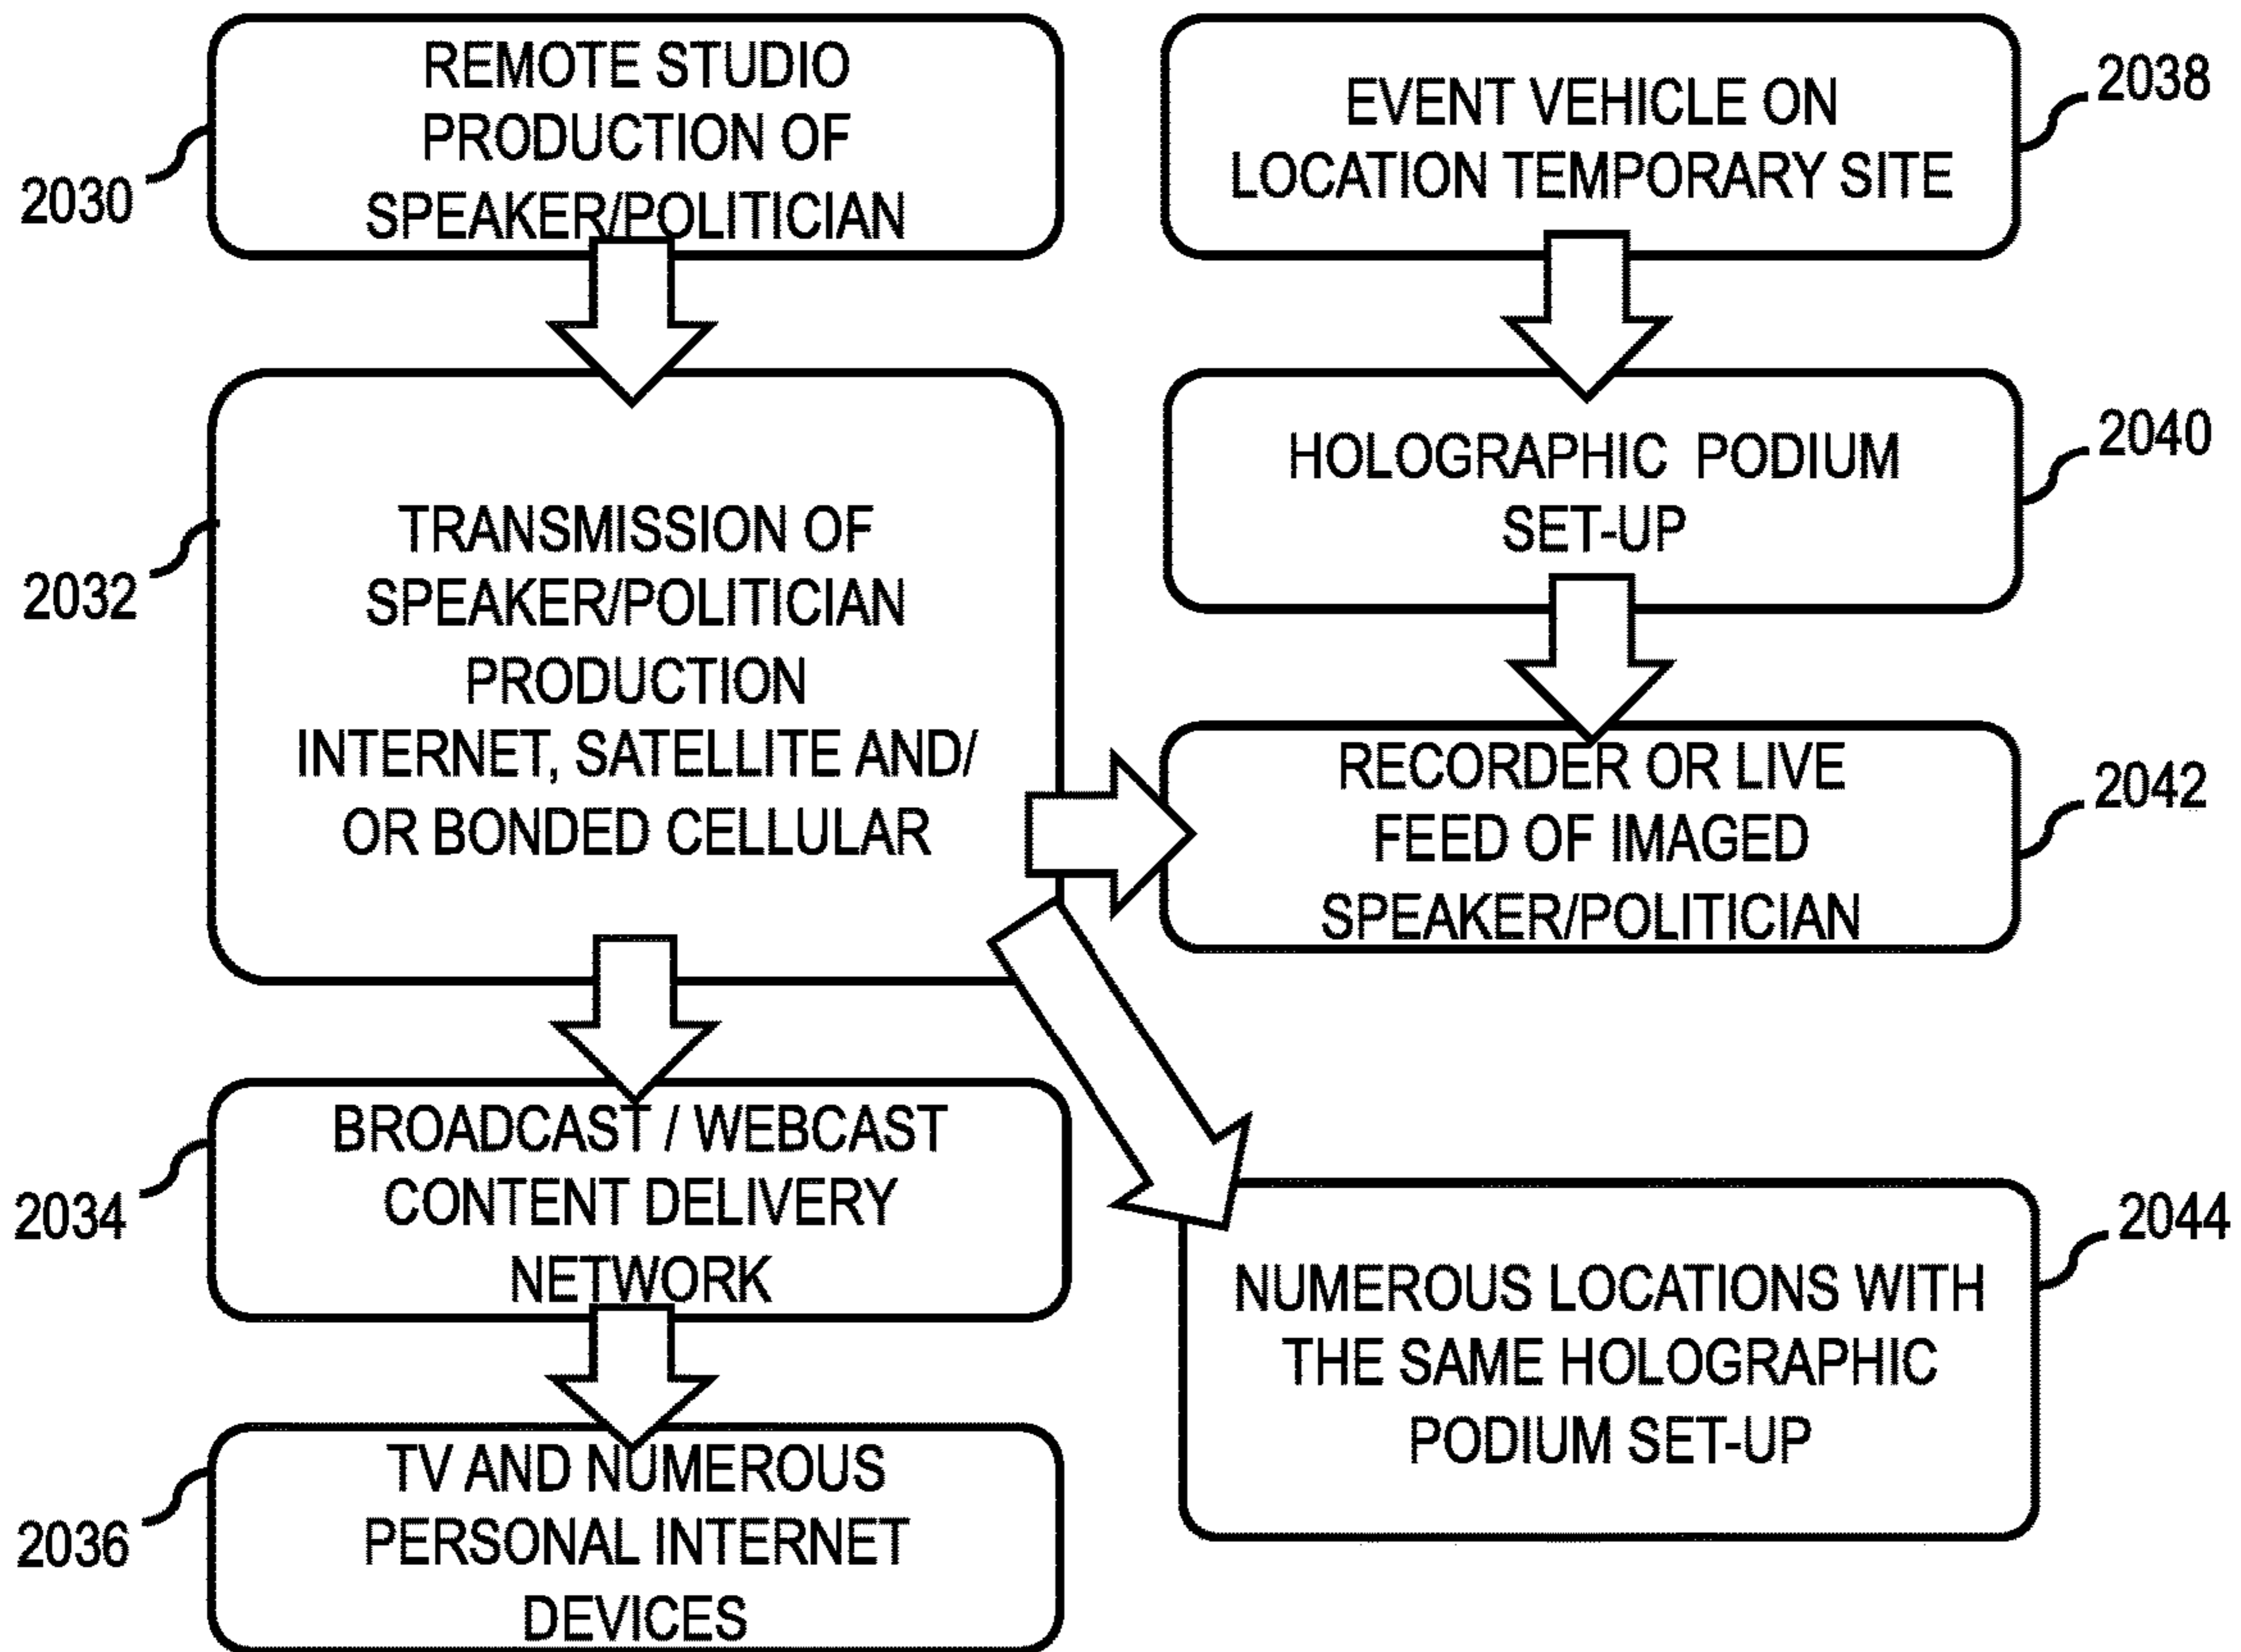 REMOTE STUDIO
PRODUCTION OF
SPEAKER/POLITICIAN
2030
TRANSMISSION OF
SPEAKER/POLITICIAN
PRODUCTION
INTERNET, SATELLITE AND/
OR BONDED CELLULAR
2032
BROADCAST / WEBCAST
CONTENT DELIVERY
NETWORK
2034
TV AND NUMEROUS
PERSONAL INTERNET
DEVICES
2036
EVENT VEHICLE ON
LOCATION TEMPORARY SITE
2038
HOLOGRAPHIC PODIUM
SET-UP
2040
RECORDER OR LIVE
FEED OF IMAGED
SPEAKER/POLITICIAN
2042
NUMEROUS LOCATIONS WITH
THE SAME HOLOGRAPHIC
PODIUM SET-UP
2044